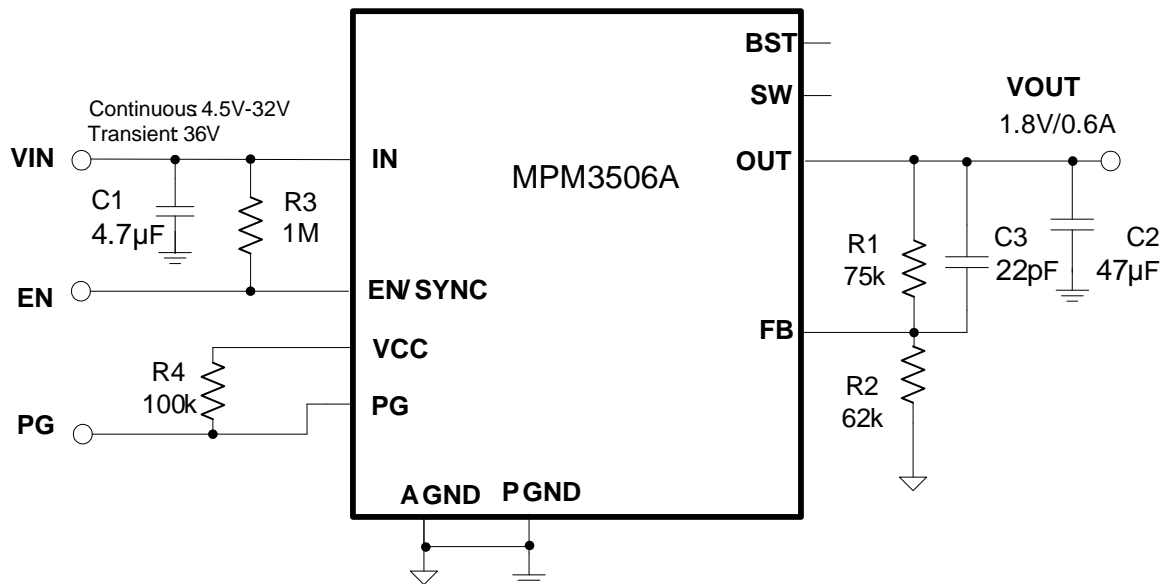 BST
SW
Continuous: 4.5V-32V
Transient: 36V
VOUT
1.8V/0.6A
VIN
IN
MPM3506A
OUT
C1
4.7µF
R3
1M
R1
75k
C3
22pF
C2
47µF
EN
EN/SYNC
FB
VCC
R4
100k
PG
PG
R2
62k
AGND
PGND